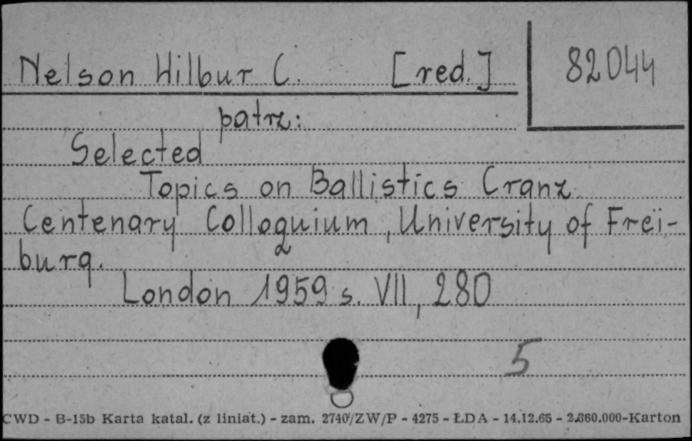 Nelson Hilbur C. [red.] 82044
patrz:
Selected
Topics on Ballistics Cranz
Centenary Colloquium, University of Frei-
burg.
London 1959 s. VII, 280
5
CWD - B-15b Karta katal. (z liniat.) - zam. 2740/ZW/P - 4275 - ŁDA - 14.12.65 - 2.360.000-Karton